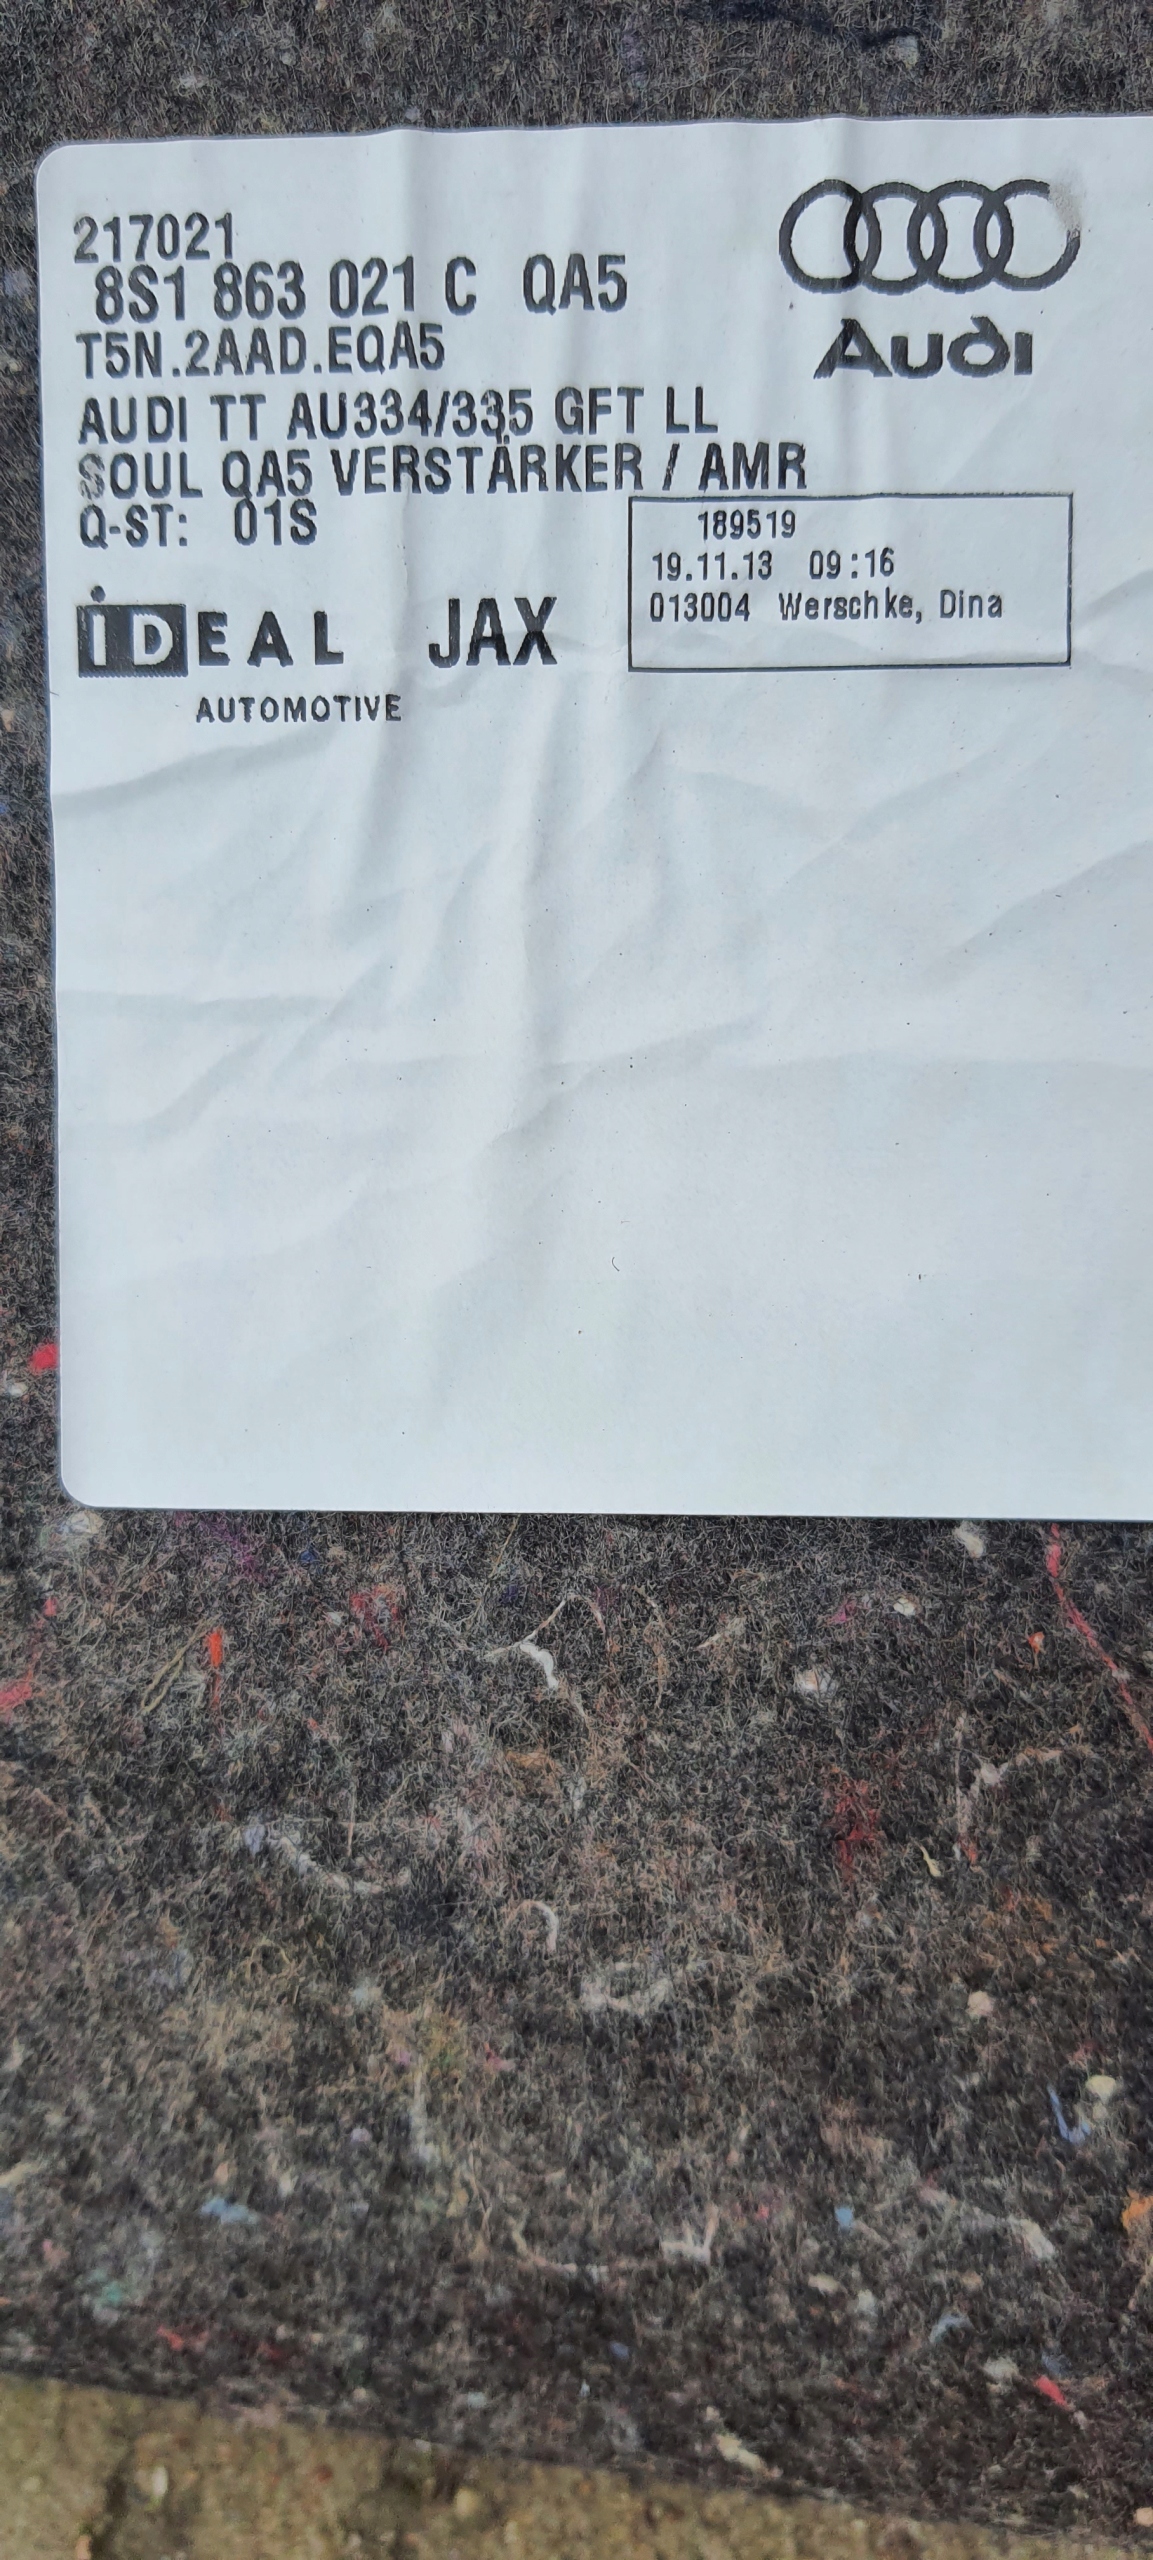 217021
8S1 863 021 C QA5
T5N.2AAD.EQA5
AUDI TT AU334/335 GFT LL
SOUL QA5 VERSTÄRKER / AMR
Q-ST: 01S
Audi
189519
19.11.13 09:16
013004 Werschke, Dina
iDEAL JAX
AUTOMOTIVE